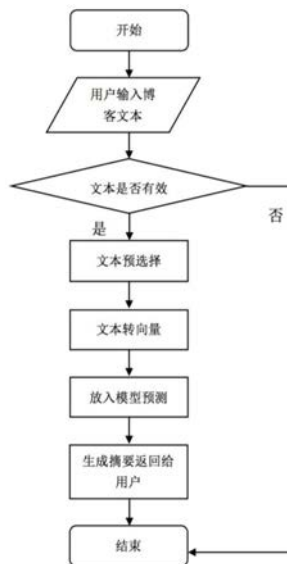 开始
用户输入博
客文本
文本是否有效
否
是
文本预选择
文本转向量
放入模型预测
生成摘要返回给
用户
结束